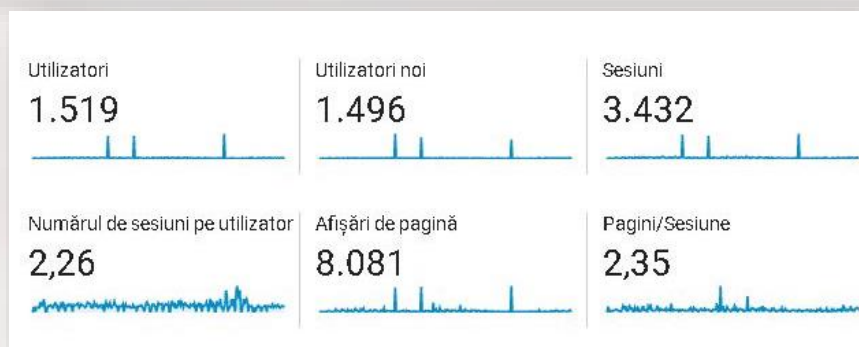 Utilizatori
1.519
Utilizatori noi
1.496
Sesiuni
3.432
Numărul de sesiuni pe utilizator
2,26
Afișări de pagină
8.081
Pagini/Sesiune
2,35